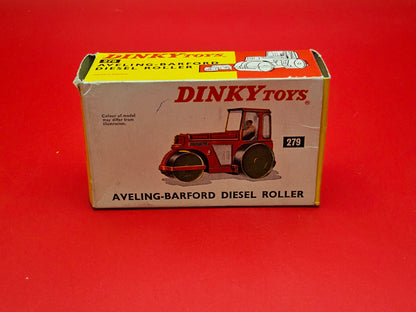 DINKY TOYS
279
AVELING-BARFORD
DIESEL ROLLER
DINKY TOYS®
Colour of model
may differ from
illustration.
279
AVELING-BARFORD DIESEL ROLLER